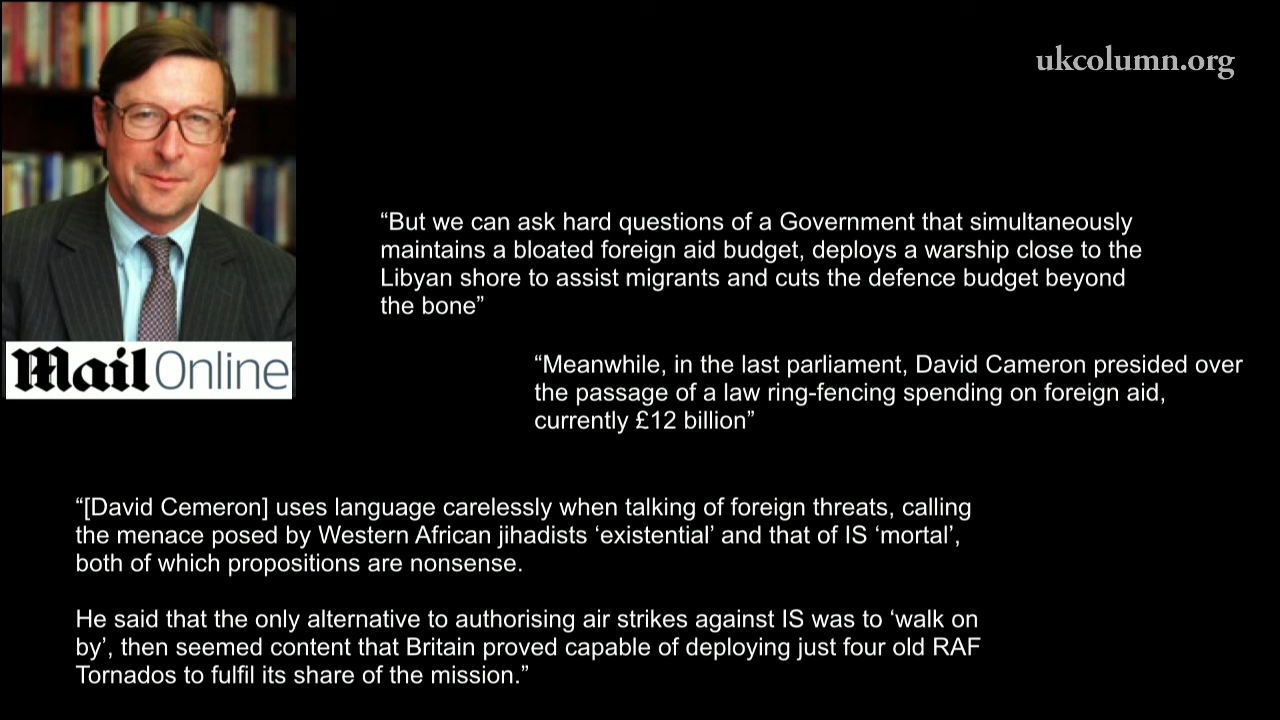 ukcolumn.org
“But we can ask hard questions of a Government that simultaneously
maintains a bloated foreign aid budget, deploys a warship close to the
Libyan shore to assist migrants and cuts the defence budget beyond
the bone”
Mail Online
“Meanwhile, in the last parliament, David Cameron presided over
the passage of a law ring-fencing spending on foreign aid,
currently £12 billion”
“[David Cemeron] uses language carelessly when talking of foreign threats, calling
the menace posed by Western African jihadists ‘existential’ and that of IS ‘mortal’,
both of which propositions are nonsense.
He said that the only alternative to authorising air strikes against IS was to ‘walk on
by’, then seemed content that Britain proved capable of deploying just four old RAF
Tornados to fulfil its share of the mission.”